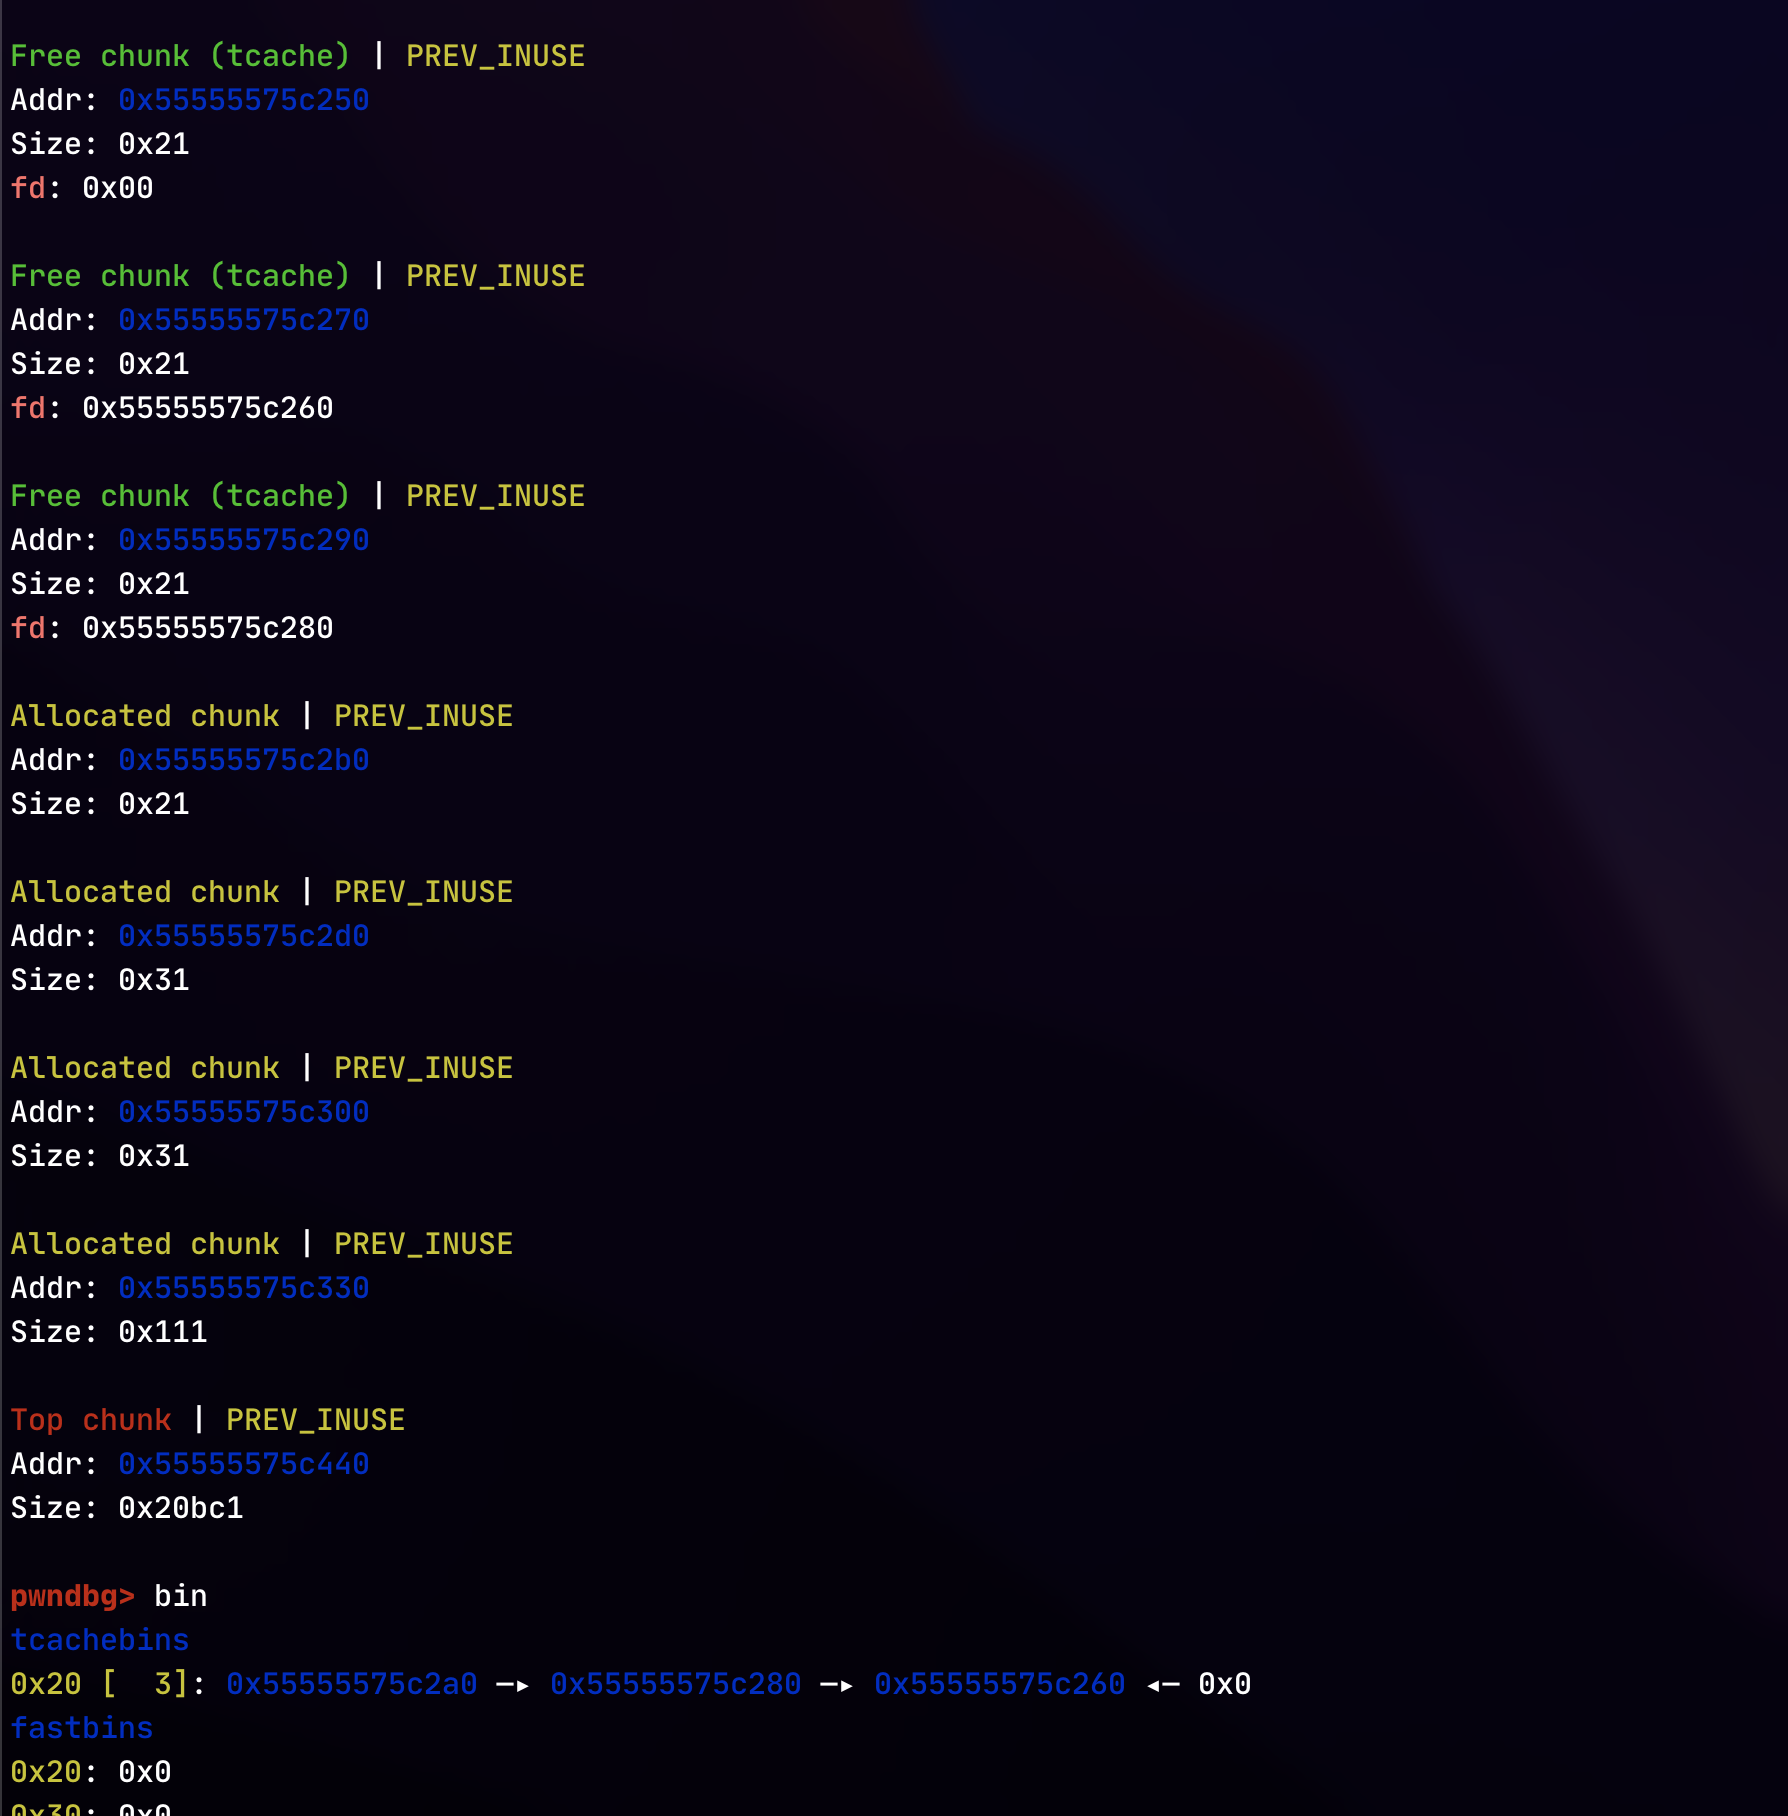 Free chunk (tcache) | PREV_INUSE
Addr: 0x55555575c250
Size: 0x21
fd: 0x00
Free chunk (tcache) | PREV_INUSE
Addr: 0x55555575c270
Size: 0x21
fd: 0x55555575c260
Free chunk (tcache) | PREV_INUSE
Addr: 0x55555575c290
Size: 0x21
fd: 0x55555575c280
Allocated chunk | PREV_INUSE
Addr: 0x55555575c2b0
Size: 0x21
Allocated chunk | PREV_INUSE
Addr: 0x55555575c2d0
Size: 0x31
Allocated chunk | PREV_INUSE
Addr: 0x55555575c300
Size: 0x31
Allocated chunk | PREV_INUSE
Addr: 0x55555575c330
Size: 0x111
Top chunk | PREV_INUSE
Addr: 0x55555575c440
Size: 0x20bc1
pwndbg> bin
tcachebins
0x20 [  3]: 0x55555575c2a0 —▸ 0x55555575c280 —▸ 0x55555575c260 ◂— 0x0
fastbins
0x20: 0x0
0x30: 0x0